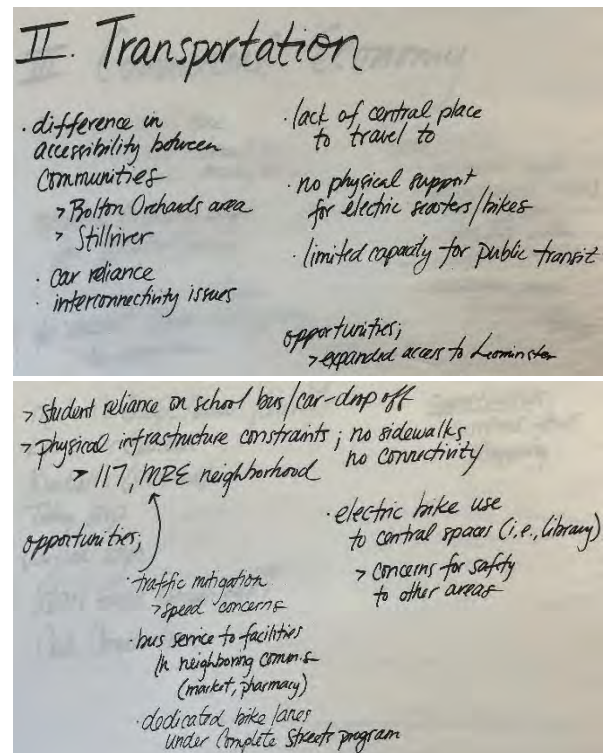 II. Transportation
· difference in
accessibility between
communities
> Bolton Orchards area
> Stillriver
· car reliance
· interconnectivity issues
· lack of central place
to travel to
· no physical support
for electric scooters/bikes
· limited capacity for public transit
opportunities;
> expanded access to Leominster
> student reliance on school bus/car-drop off
> physical infrastructure constraints; no sidewalks,
no connectivity
> 117, MRE neighborhood
opportunities;
· traffic mitigation
> speed concerns
· bus service to facilities
in neighboring comm.s
(market, pharmacy)
· dedicated bike lanes
under Complete Streets program
· electric bike use
to central spaces (i.e., library)
> concerns for safety
to other areas